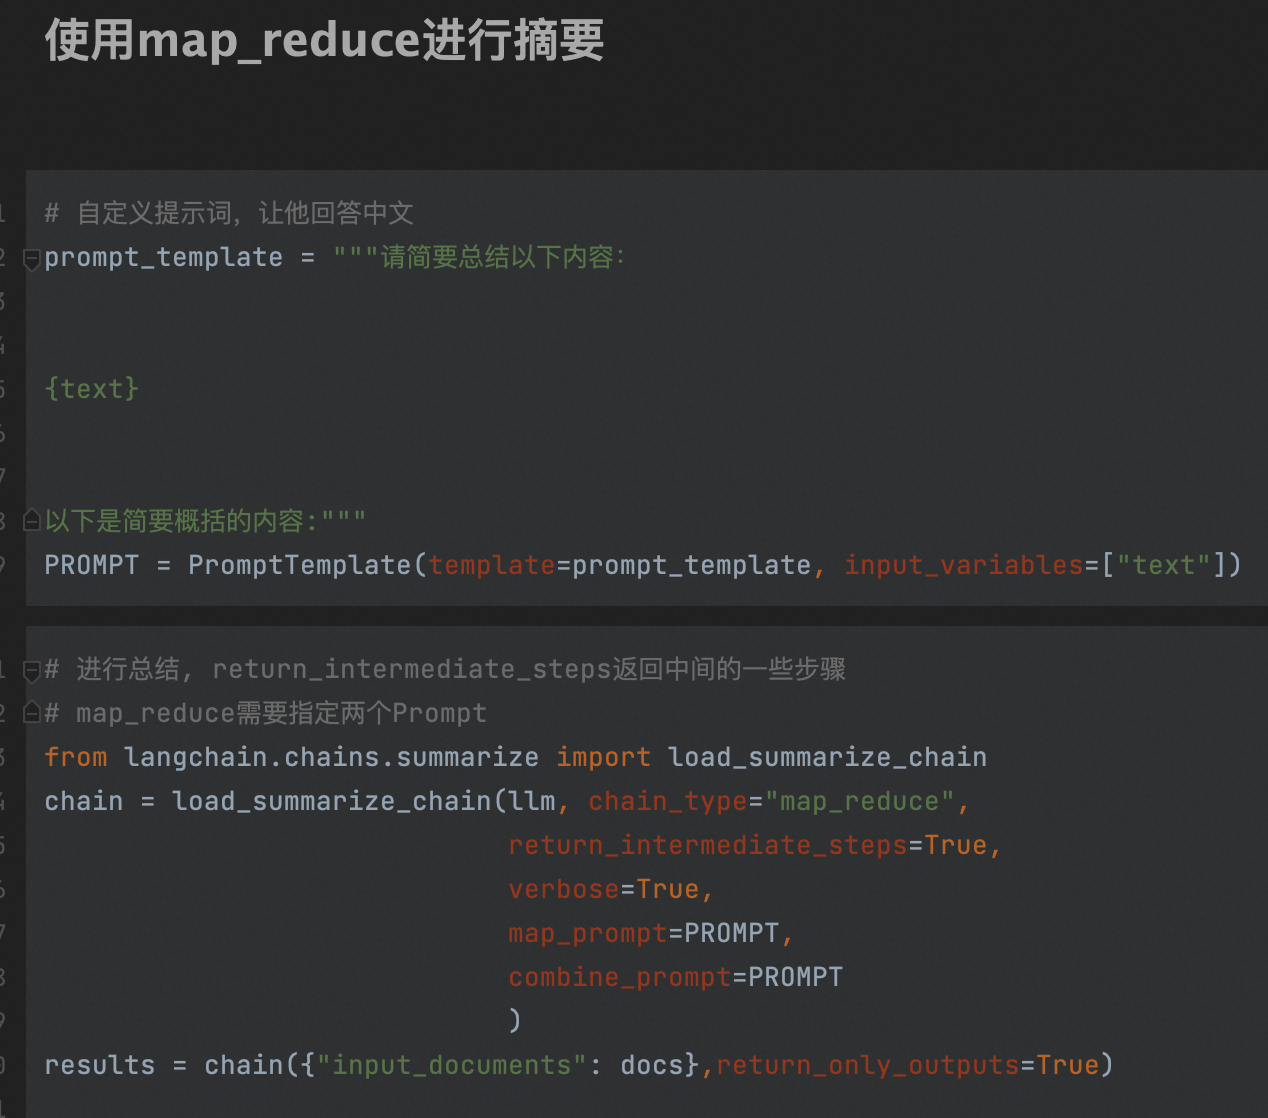 使用map_reduce进行摘要
# 自定义提示词，让他回答中文
prompt_template = """请简要总结以下内容：
{text}
以下是简要概括的内容:"""
PROMPT = PromptTemplate(template=prompt_template, input_variables=["text"])
# 进行总结, return_intermediate_steps返回中间的一些步骤
# map_reduce需要指定两个Prompt
from langchain.chains.summarize import load_summarize_chain
chain = load_summarize_chain(llm, chain_type="map_reduce",
return_intermediate_steps=True,
verbose=True,
map_prompt=PROMPT,
combine_prompt=PROMPT
)
results = chain({"input_documents": docs},return_only_outputs=True)